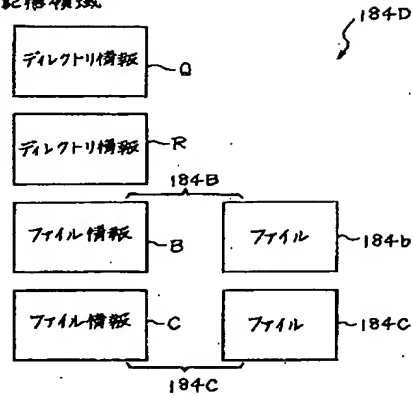 記憶領域
184D
ディレクトリ情報
Q
ディレクトリ情報
R
184B
ファイル情報
B
ファイル
184b
ファイル情報
C
ファイル
184C
184C